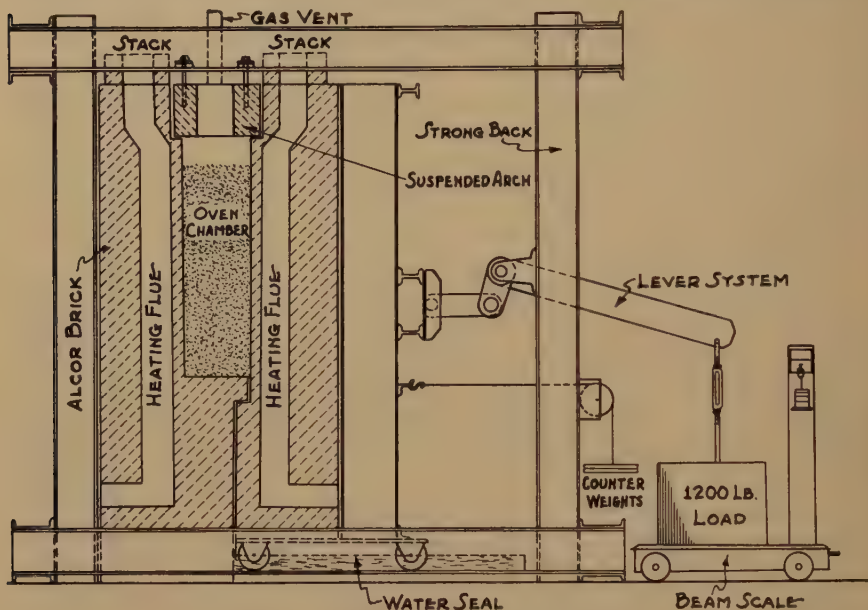 GAS VENT
STACK
STACK
STRONG BACK
SUSPENDED ARCH
OVEN
CHAMBER
ALCOR BRICK
HEATING FLUE
HEATING FLUE
LEVER SYSTEM
COUNTER
WEIGHTS
1200 LB.
LOAD
WATER SEAL
BEAM SCALE